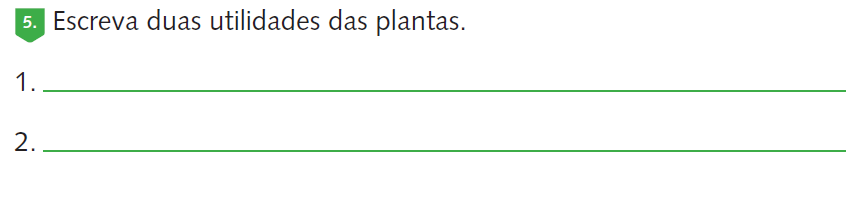 5. Escreva duas utilidades das plantas.
1.
2.